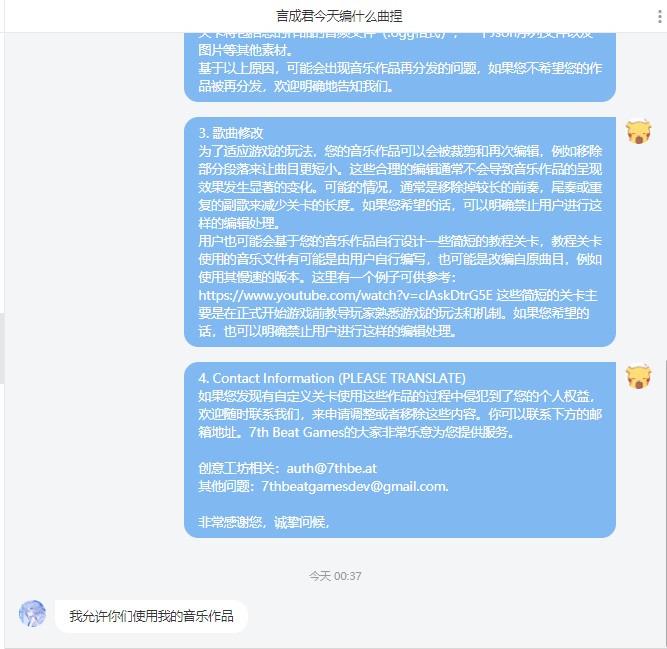 言成君今天编什么曲捏
图片等其他素材。
基于以上原因，可能会出现音乐作品再分发的问题，如果您不希望您的作
品被再分发，欢迎明确地告知我们。
3. 歌曲修改
为了适应游戏的玩法，您的音乐作品可以会被裁剪和再次编辑，例如移除
部分段落来让曲目更短小。这些合理的编辑通常不会导致音乐作品的呈现
效果发生显著的变化。可能的情况，通常是移除掉较长的前奏，尾奏或重
复的副歌来减少关卡的长度。如果您希望的话，可以明确禁止用户进行这
样的编辑处理。
用户也可能会基于您的音乐作品自行设计一些简短的教程关卡，教程关卡
使用的音乐文件有可能是由用户自行编写，也可能是改编自原曲目，例如
使用其慢速的版本。这里有一个例子可供参考：
https://www.youtube.com/watch?v=clAskDtrG5E 这些简短的关卡主
要是在正式开始游戏前教导玩家熟悉游戏的玩法和机制。如果您希望的
话，也可以明确禁止用户进行这样的编辑处理。
4. Contact Information (PLEASE TRANSLATE)
如果您发现有自定义关卡使用这些作品的过程中侵犯到了您的个人权益，
欢迎随时联系我们，来申请调整或者移除这些内容。你可以联系下方的邮
箱地址。7th Beat Games的大家非常乐意为您提供服务。
创意工坊相关：auth@7thbe.at
其他问题：7thbeatgamesdev@gmail.com.
非常感谢您，诚挚问候，
今天 00:37
我允许你们使用我的音乐作品